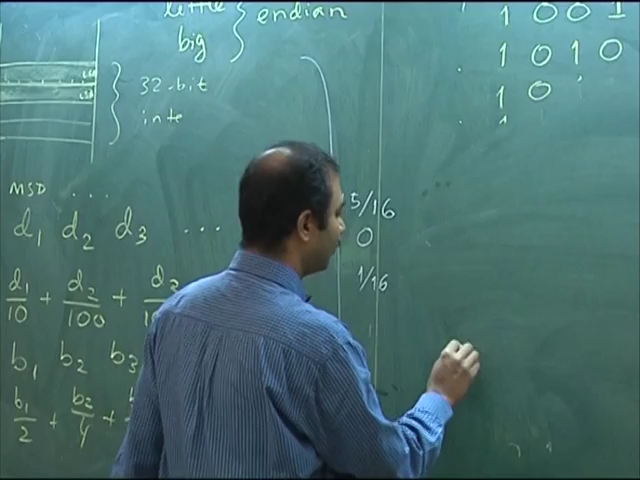 little
big } endian
32-bit
inte
MSD . . . .
d1 d2 d3 ...
d1/10 + d2/100 + d3
b1 b2 b3
b1/2 + b2/4 +
5/16
0
1/16
1 0 0 1
1 0 1 0
1 0